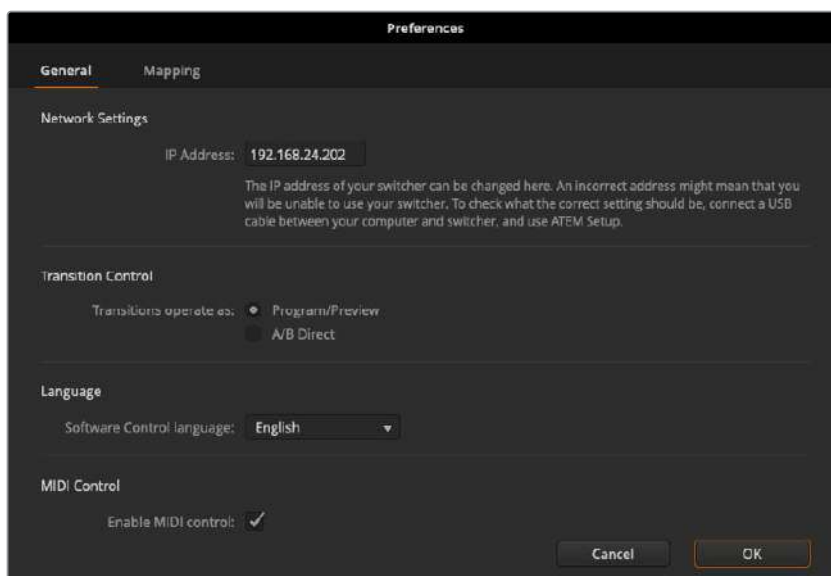 Preferences
General Mapping
Network Settings
IP Address: 192.168.24.202
The IP address of your switcher can be changed here. An incorrect address might mean that you
will be unable to use your switcher. To check what the correct setting should be, connect a USB
cable between your computer and switcher, and use ATEM Setup.
Transition Control
Transitions operate as: Program/Preview
A/B Direct
Language
Software Control language: English
MIDI Control
Enable MIDI control:
Cancel OK